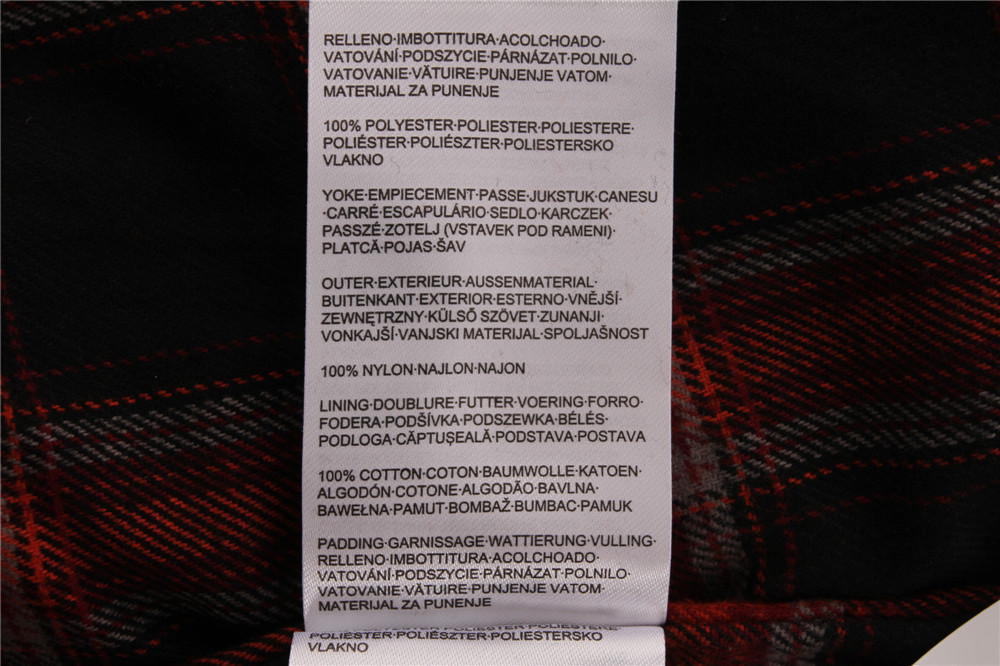 RELLENO·IMBOTTITURA·ACOLCHOADO·
VATOVÁNÍ·PODSZYCIE·PÁRNÁZAT·POLNILO·
VATOVANIE·VĂTUIRE·PUNJENJE VATOM·
MATERIJAL ZA PUNENJE
100% POLYESTER·POLIESTER·POLIESTERE·
POLIÉSTER·POLIÉSZTER·POLIESTERSKO
VLAKNO
YOKE·EMPIECEMENT·PASSE·JUKSTUK·CANESU
·CARRÉ·ESCAPULÁRIO·SEDLO·KARCZEK·
PASSZÉ·ZOTELJ (VSTAVEK POD RAMENI)·
PLATCĂ·POJAS·ŠAV
OUTER·EXTERIEUR·AUSSENMATERIAL·
BUITENKANT·EXTERIOR·ESTERNO·VNĚJŠÍ·
ZEWNĘTRZNY·KÜLSŐ SZÖVET·ZUNANJI·
VONKAJŠÍ·VANJSKI MATERIJAL·SPOLJAŠNOST
100% NYLON·NAJLON·NAJON
LINING·DOUBLURE·FUTTER·VOERING·FORRO·
FODERA·PODŠÍVKA·PODSZEWKA·BÉLÉS·
PODLOGA·CĂPTUȘEALĂ·PODSTAVA·POSTAVA
100% COTTON·COTON·BAUMWOLLE·KATOEN·
ALGODÓN·COTONE·ALGODÃO·BAVLNA·
BAWEŁNA·PAMUT·BOMBAŽ·BUMBAC·PAMUK
PADDING·GARNISSAGE·WATTIERUNG·VULLING·
RELLENO·IMBOTTITURA·ACOLCHOADO·
VATOVÁNÍ·PODSZYCIE·PÁRNÁZAT·POLNILO·
VATOVANIE·VĂTUIRE·PUNJENJE VATOM·
MATERIJAL ZA PUNENJE
POLYESTER·POLIESTER·POLIESTERE·
POLIÉSTER·POLIÉSZTER·POLIESTERSKO
VLAKNO